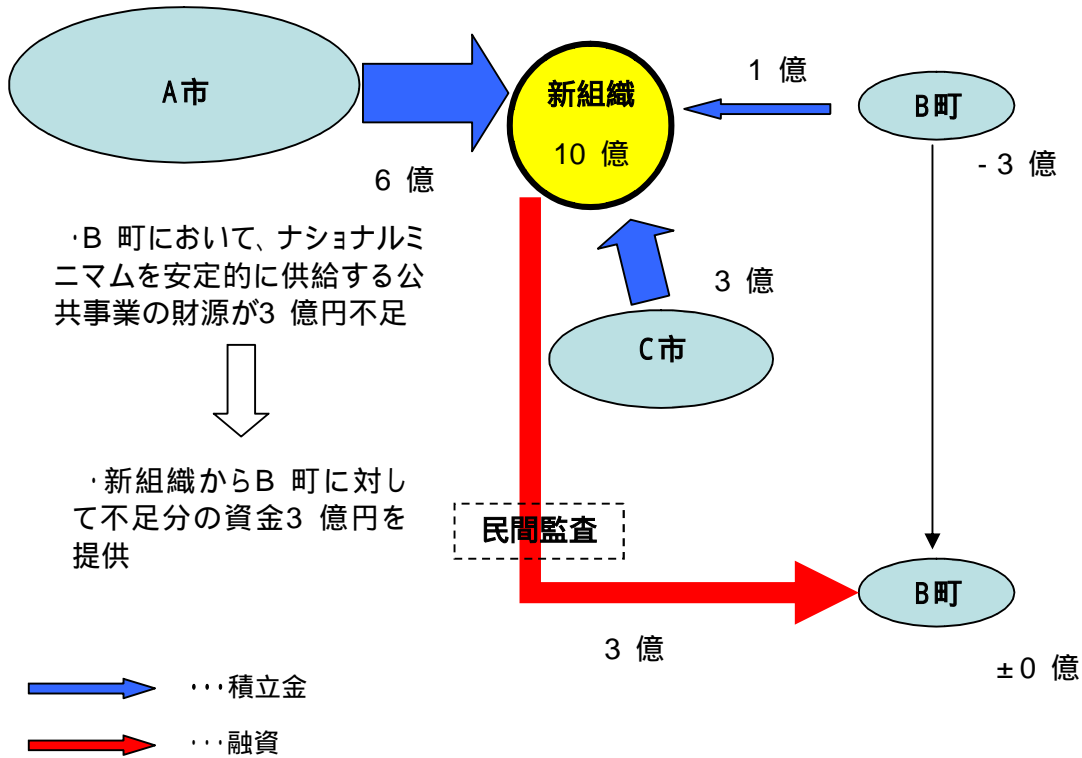 A市
新組織
10 億
1 億
B町
- 3 億
6 億
・B 町において、ナショナルミ
ニマムを安定的に供給する公
共事業の財源が3 億円不足
3 億
C市
・新組織からB 町に対し
て不足分の資金3 億円を
提供
民間監査
B町
3 億
±0 億
・・・積立金
・・・融資